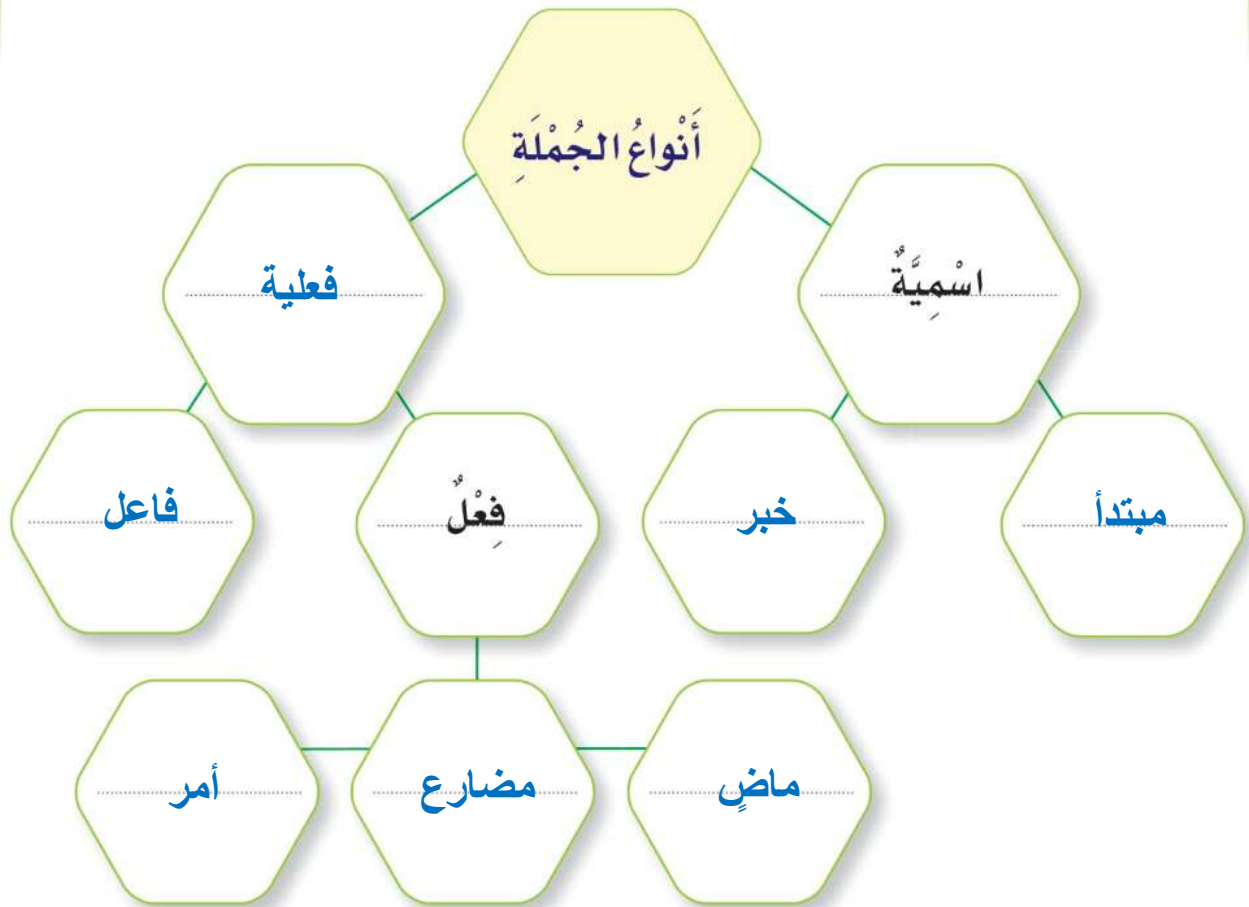 أَنْواعُ الجُمْلَةِ
اسْمِيَّةٌ
فعلية
مبتدأ
خبر
فِعْلٌ
فاعل
ماضٍ
مضارع
أمر